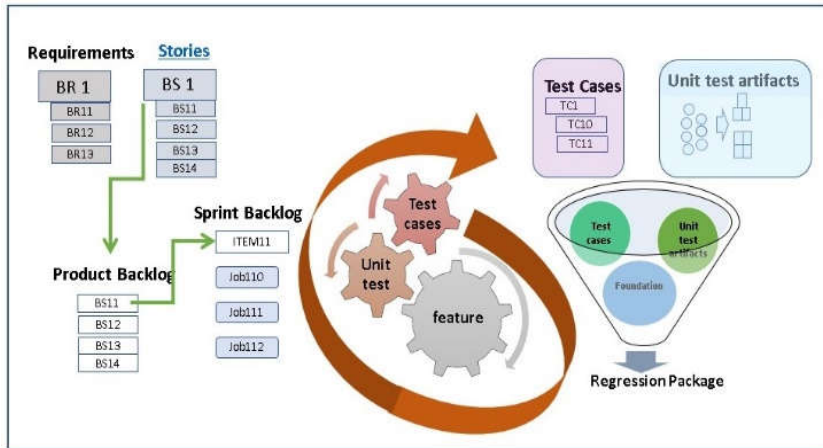 Requirements
BR 1
BR11
BR12
BR13
Stories
BS 1
BS11
BS12
BS13
BS14
Product Backlog
BS11
BS12
BS13
BS14
Sprint Backlog
ITEM11
Job110
Job111
Job112
Test
cases
Unit
test
feature
Test Cases
TC1
TC10
TC11
Unit test artifacts
Test
cases
Unit
test
artifacts
Foundation
Regression Package